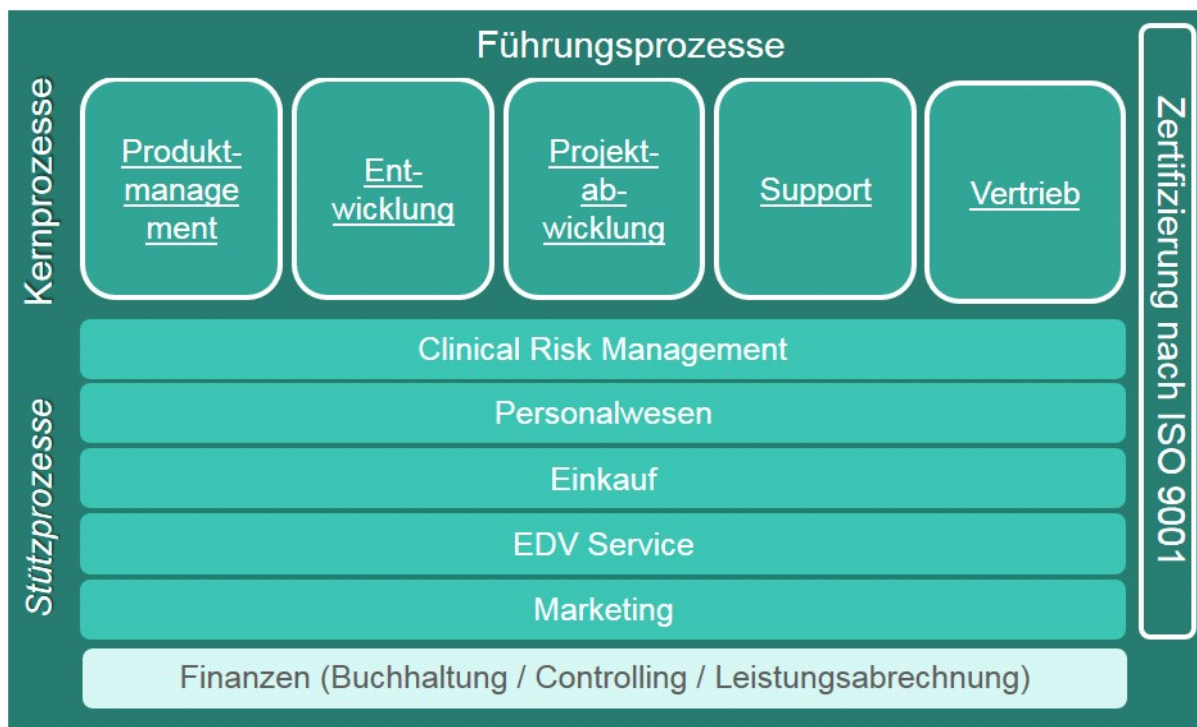 Führungsprozesse
Kernprozesse
Produkt-
manage
ment
Ent-
wicklung
Projekt-
ab-
wicklung
Support
Vertrieb
Zertifizierung nach ISO 9001
Stützprozesse
Clinical Risk Management
Personalwesen
Einkauf
EDV Service
Marketing
Finanzen (Buchhaltung / Controlling / Leistungsabrechnung)